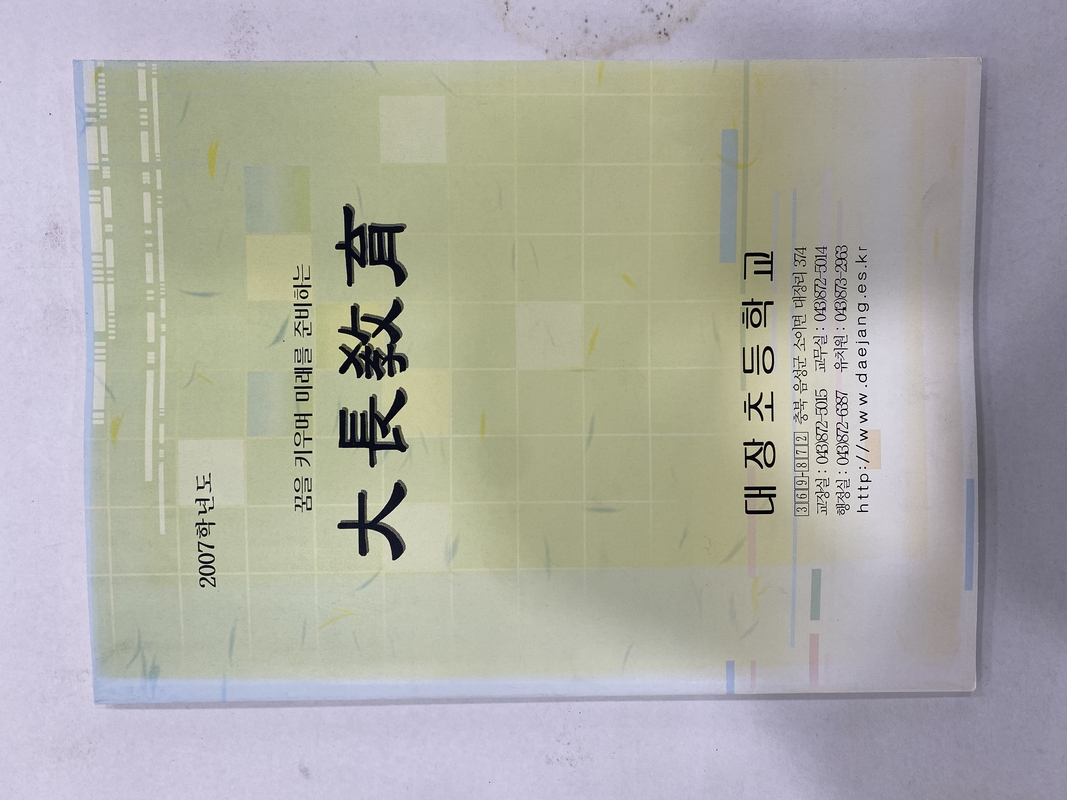 2007학년도
꿈을 키우며 미래를 준비하는
大長敎育
대장초등학교
369-872 충북 음성군 소이면 대장리 374
교장실 : 043)872-5015 교무실 : 043)872-5014
행정실 : 043)872-6387 유치원 : 043)873-2963
http://www.daejang.es.kr